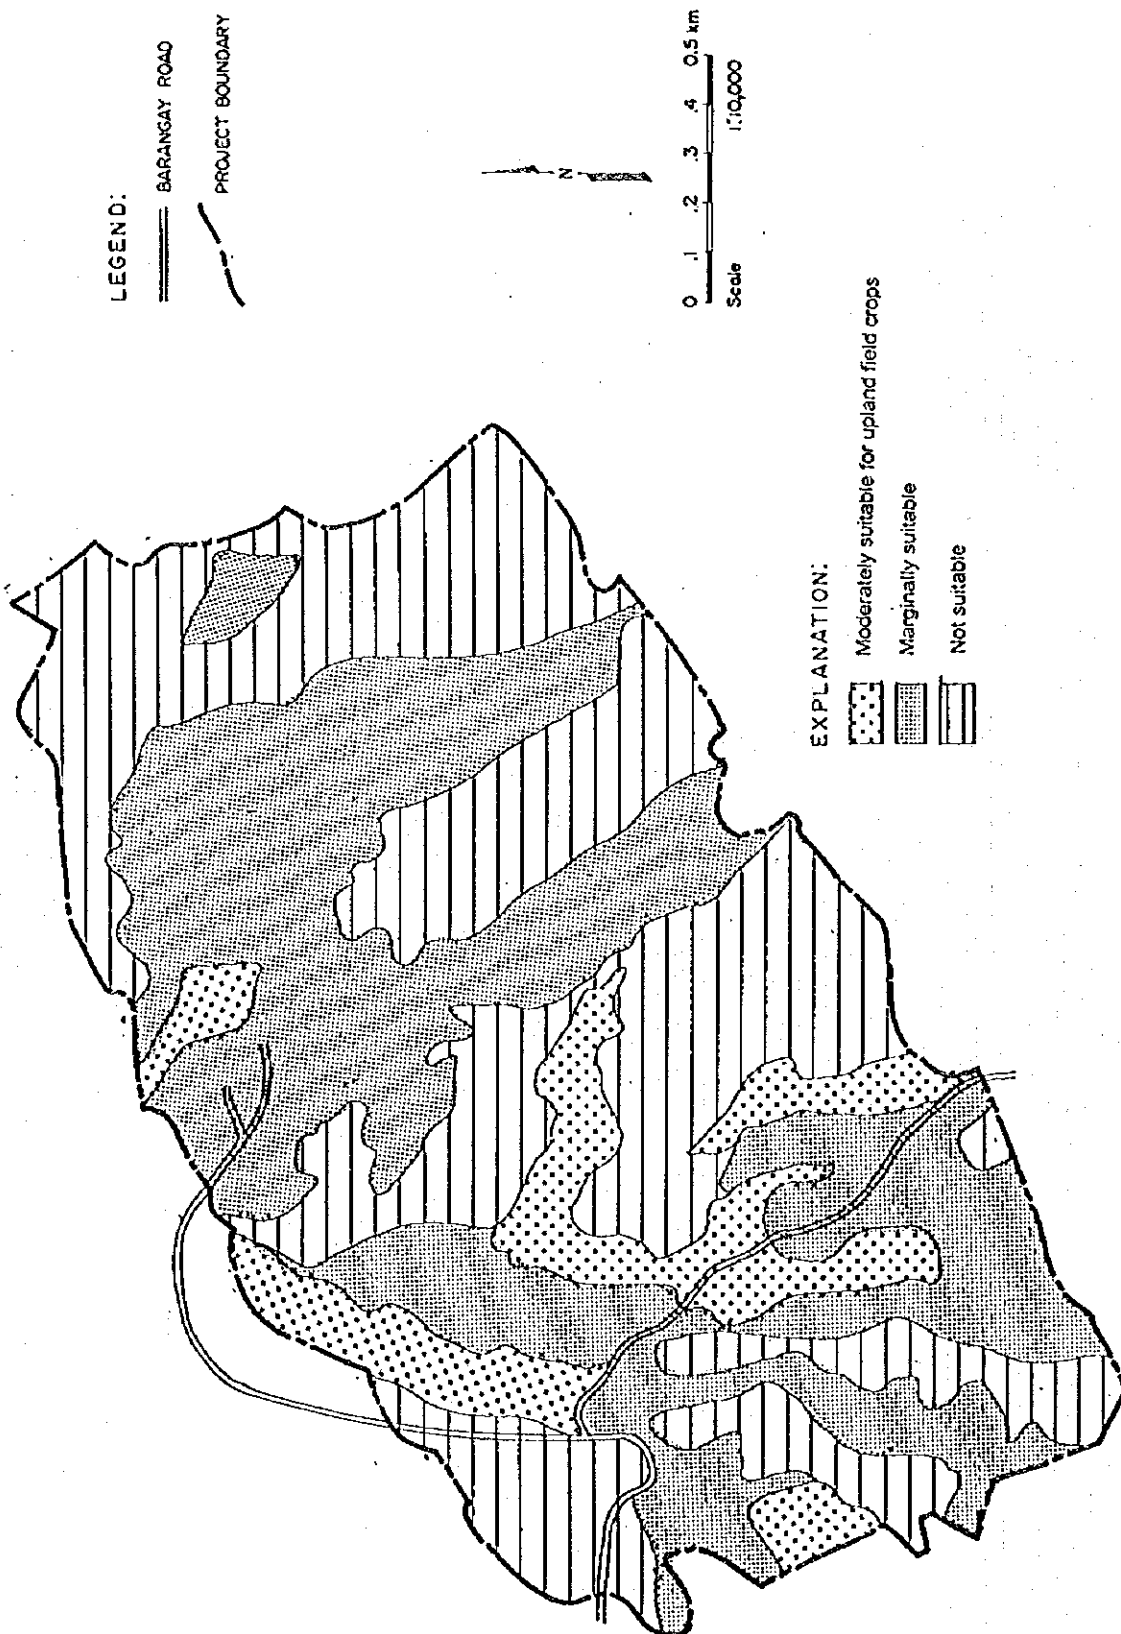 LEGEND:
BARANGAY ROAD
PROJECT BOUNDARY
N
0 .1 .2 .3 .4 0.5 km
Scale 1:10,000
EXPLANATION:
Moderately suitable for upland field crops
Marginally suitable
Not suitable